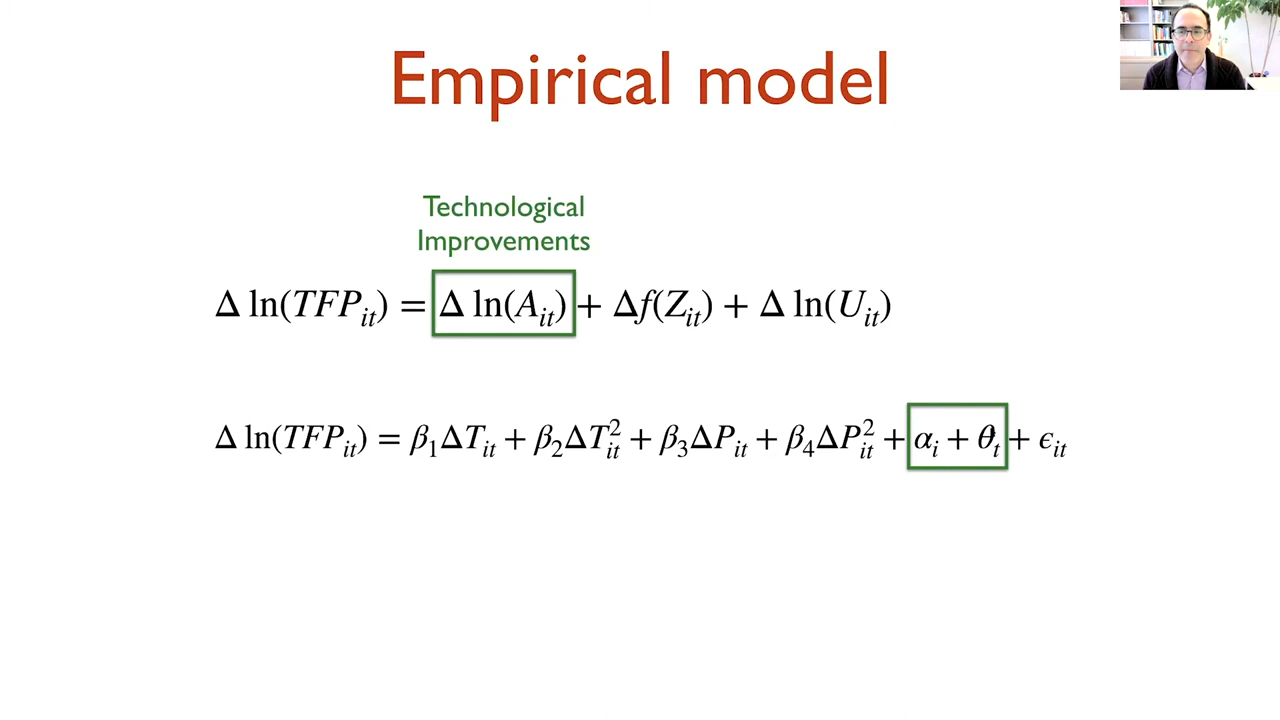 Empirical model
Technological
Improvements
Δ ln(TFP_it) = Δ ln(A_it) + Δf(Z_it) + Δ ln(U_it)
Δ ln(TFP_it) = β₁ΔT_it + β₂ΔT²_it + β₃ΔP_it + β₄ΔP²_it + α_i + θ_t + ϵ_it